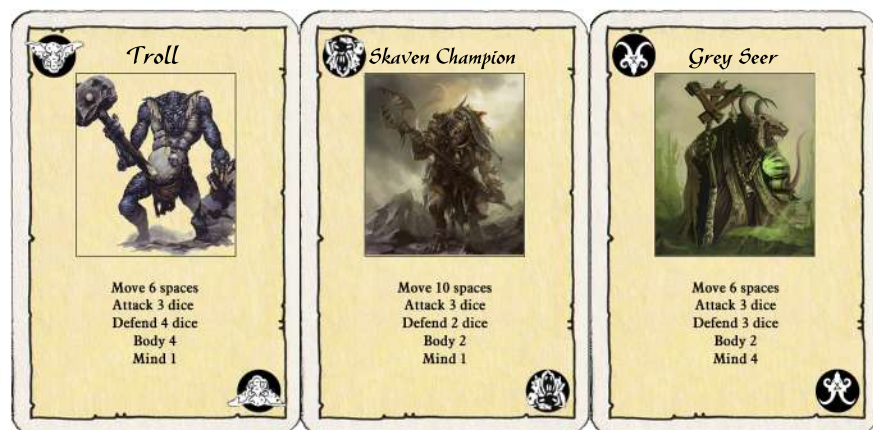 Troll
Move 6 spaces
Attack 3 dice
Defend 4 dice
Body 4
Mind 1
Skaven Champion
Move 10 spaces
Attack 3 dice
Defend 2 dice
Body 2
Mind 1
Grey Seer
Move 6 spaces
Attack 3 dice
Defend 3 dice
Body 2
Mind 4